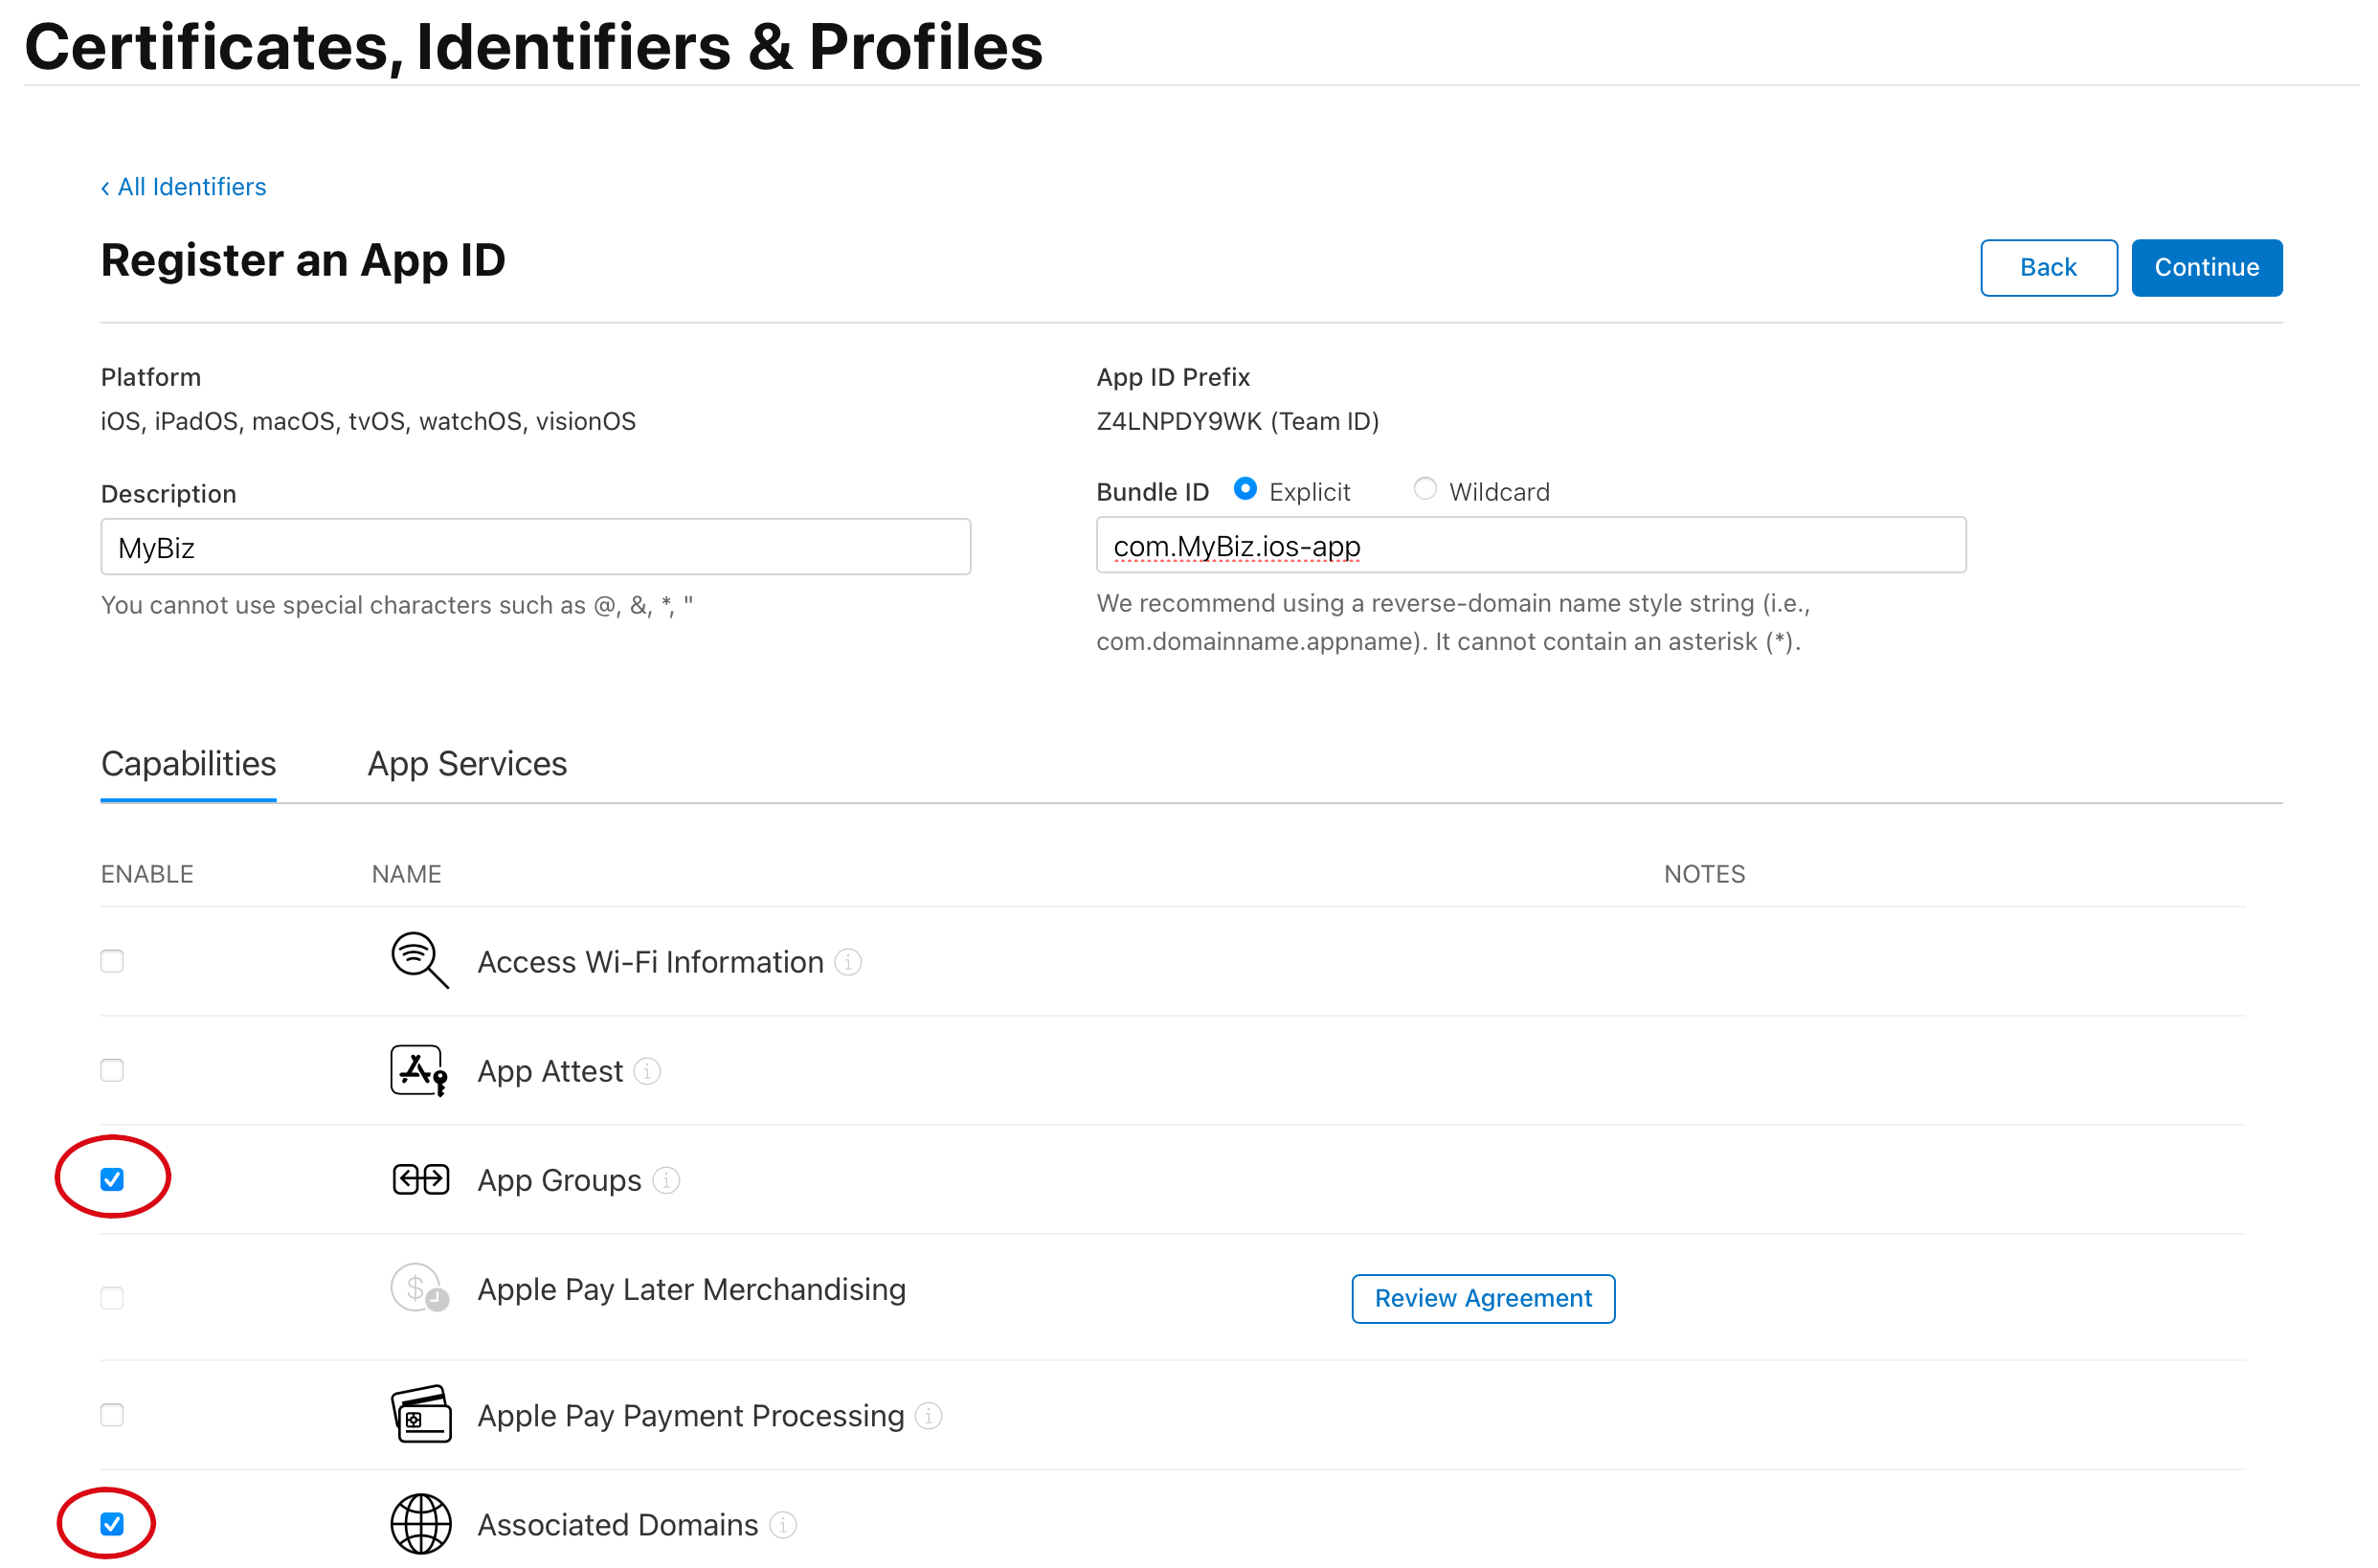 Certificates, Identifiers & Profiles
‹ All Identifiers
Register an App ID
Back
Continue
Platform
iOS, iPadOS, macOS, tvOS, watchOS, visionOS
App ID Prefix
Z4LNPDY9WK (Team ID)
Description
MyBiz
You cannot use special characters such as @, &, *, "
Bundle ID Explicit Wildcard
com.MyBiz.ios-app
We recommend using a reverse-domain name style string (i.e.,
com.domainname.appname). It cannot contain an asterisk (*).
Capabilities App Services
ENABLE NAME NOTES
Access Wi-Fi Information
App Attest
App Groups
Apple Pay Later Merchandising
Review Agreement
Apple Pay Payment Processing
Associated Domains